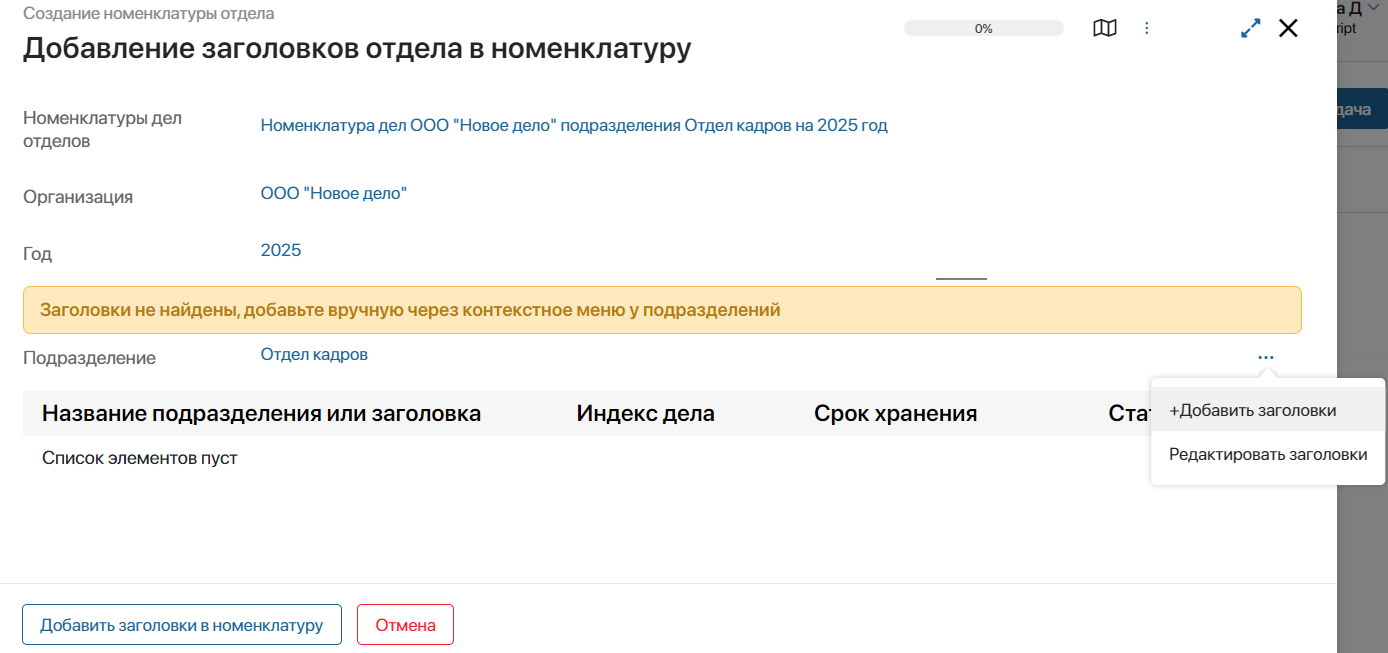 Создание номенклатуры отдела
Добавление заголовков отдела в номенклатуру
0%
Номенклатуры дел
отделов
Номенклатура дел ООО "Новое дело" подразделения Отдел кадров на 2025 год
Организация
ООО "Новое дело"
Год
2025
Заголовки не найдены, добавьте вручную через контекстное меню у подразделений
Подразделение
Отдел кадров
Название подразделения или заголовка
Индекс дела
Срок хранения
+Добавить заголовки
Список элементов пуст
Редактировать заголовки
Добавить заголовки в номенклатуру
Отмена